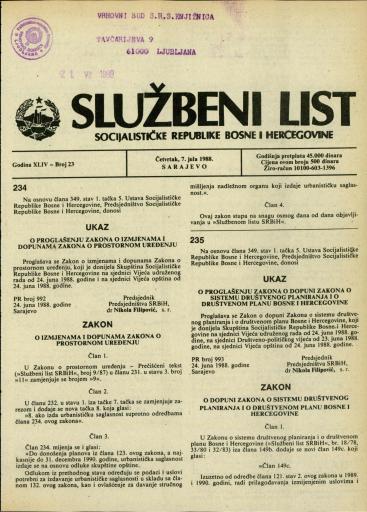 VRHOVNI SUD S.R.S. KNJIŽNICA
TAVČARJEVA 9
61000 LJUBLJANA
SLUŽBENI LIST
SOCIJALISTIČKE REPUBLIKE BOSNE I HERCEGOVINE
Godina XLIV — Broj 23
Četvrtak, 7. jula 1988.
SARAJEVO
Godišnja pretplata 45.000 dinara
Cijena ovom broju 500 dinara
Žiro-račun 10100-603-1396
234
Na osnovu člana 349. stav 1. tačka 5. Ustava Socijalističke
Republike Bosne i Hercegovine, Predsjedništvo Socijalističke
Republike Bosne i Hercegovine, donosi
UKAZ
O PROGLAŠENJU ZAKONA O IZMJENAMA I
DOPUNAMA ZAKONA O PROSTORNOM UREĐENJU
Proglašava se Zakon o izmjenama i dopunama Zakona o
prostornom uređenju, koji je donijela Skupština Socijalističke
Republike Bosne i Hercegovine na sjednici Vijeća udruženog
rada od 24. juna 1988. godine i na sjednici Vijeća opština od
24. juna 1988. godine.
PR broj 992
24. juna 1988. godine
Sarajevo
Predsjednik
Predsjedništva SRBiH,
dr Nikola Filipović, s. r.
ZAKON
O IZMJENAMA I DOPUNAMA ZAKONA O
PROSTORNOM UREĐENJU
Član 1.
U Zakonu o prostornom uređenju — Prečišćeni tekst
(»Službeni list SRBiH«, broj 9/87) u članu 231. u stavu 3. broj
»11« zamjenjuje se brojem »9«.
Član 2.
U članu 232. u stavu 1. iza tačke 7. tačka se zamjenjuje za-
rezom i dodaje se nova tačka 8. koja glasi:
»8. ako izda urbanističku saglasnost suprotno odredbama
člana 234. ovog zakona«.
Član 3.
Član 234. mijenja se i glasi:
»Do donošenja planova iz člana 123. ovog zakona, a naj-
kasnije do 31. decembra 1990. godine, urbanistička saglasnost
izdaje se na osnovu odluke skupštine opštine.
Odlukom iz prethodnog stava određuju se podaci i uslovi
potrebni za izdavanje urbanističke saglasnosti u skladu sa čla-
nom 132. ovog zakona, kao i ovlašćenje za davanje stručnog
mišljenja nadležnom organu koji izdaje urbanističku saglas-
nost.«.
Član 4.
Ovaj zakon stupa na snagu osmog dana od dana objavlji-
vanja u »Službenom listu SRBiH«.
235
Na osnovu člana 349. stav 1. tačka 5. Ustava Socijalističke
Republike Bosne i Hercegovine, Predsjedništvo Socijalističke
Republike Bosne i Hercegovine, donosi
UKAZ
O PROGLAŠENJU ZAKONA O DOPUNI ZAKONA O
SISTEMU DRUŠTVENOG PLANIRANJA I O
DRUŠTVENOM PLANU BOSNE I HERCEGOVINE
Proglašava se Zakon o dopuni Zakona o sistemu društve-
nog planiranja i o društvenom planu Bosne i Hercegovine, koji
je donijela Skupština Socijalističke Republike Bosne i Herce-
govine na sjednici Vijeća udruženog rada od 24. juna 1988. go-
dine, na sjednici Društveno-političkog vijeća od 23. juna 1988.
godine, na sjednici Vijeća opština od 24. juna 1988. godine.
PR broj 993
24. juna 1988. godine
Sarajevo
Predsjednik
Predsjedništva SRBiH,
dr Nikola Filipović, s. r.
ZAKON
O DOPUNI ZAKONA O SISTEMU DRUŠTVENOG
PLANIRANJA I O DRUŠTVENOM PLANU BOSNE I
HERCEGOVINE
Član 1.
U Zakonu o sistemu društvenog planiranja i o društvenom
planu Bosne i Hercegovine (»Službeni list SRBiH«, br. 18/78,
33/80 i 32/83) iza člana 149b. dodaje se novi član 149c. koji
glasi:
»Član 149c.
Izuzetno od odredbe člana 121. stav 2. ovog zakona u 1989.
i 1990. godini, radi prilagođavanja izmijenjenim uslovima i